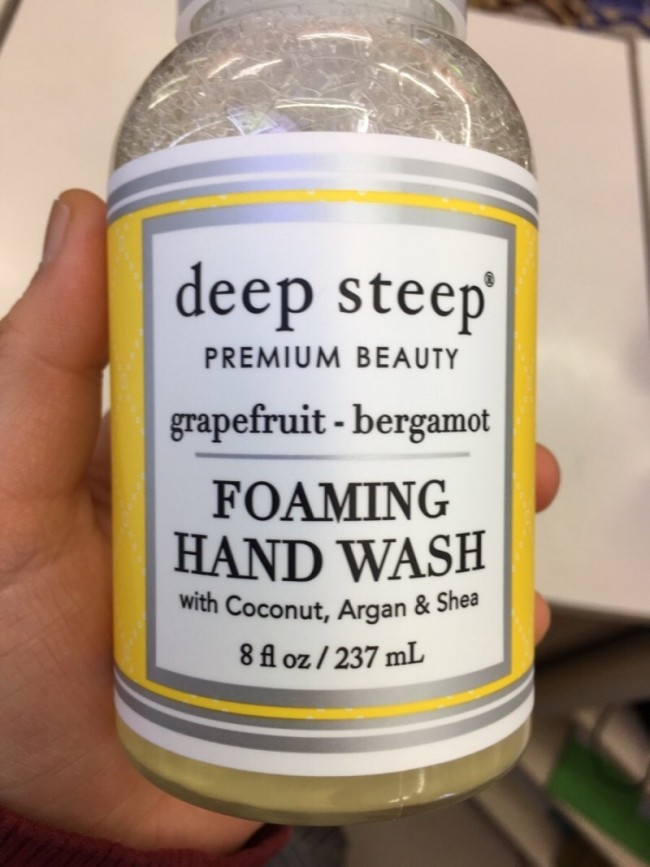 deep steep®
PREMIUM BEAUTY
grapefruit - bergamot
FOAMING
HAND WASH
with Coconut, Argan & Shea
8 fl oz / 237 mL